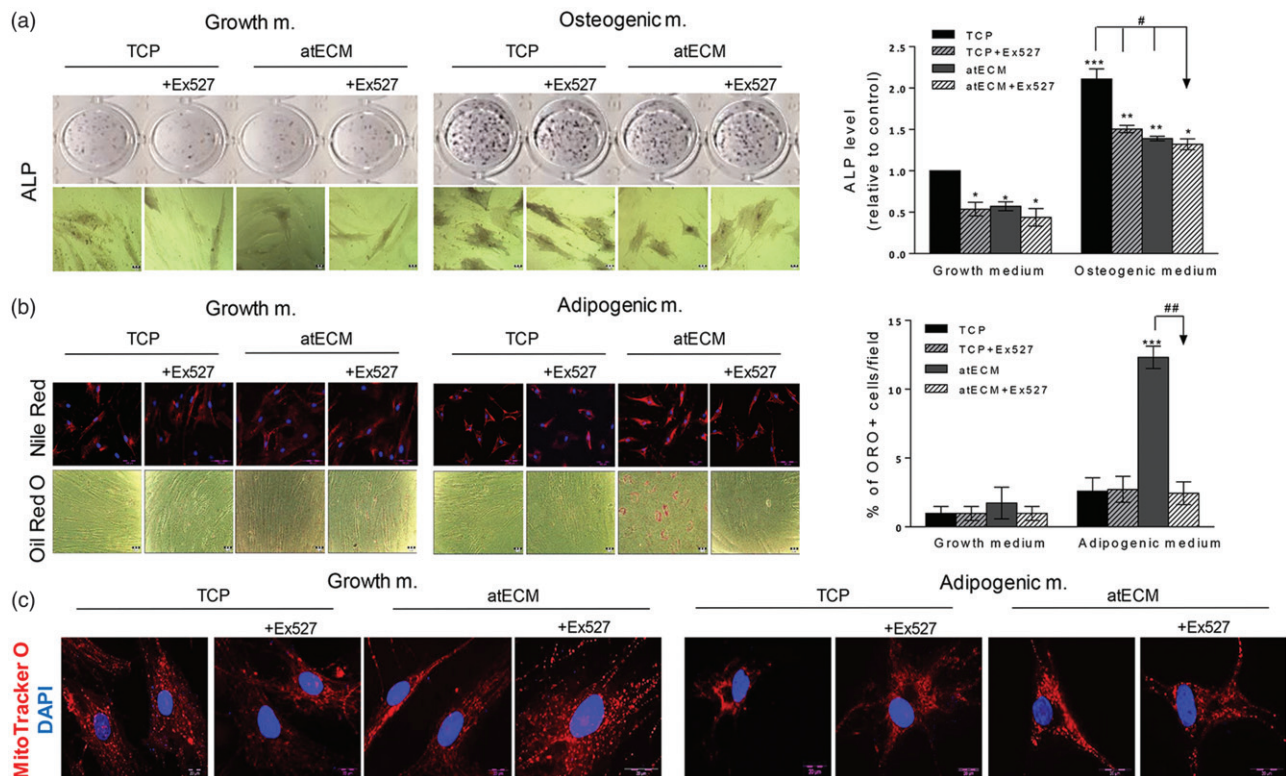 (a)
Growth m.
Osteogenic m.
TCP
atECM
TCP
atECM
+Ex527
+Ex527
+Ex527
+Ex527
ALP
ALP level
(relative to control)
2.5
2.0
1.5
1.0
0.5
0.0
TCP
TCP+Ex527
atECM
atECM+Ex527
#
***
**
**
*
*
*
*
Growth medium
Osteogenic medium
(b)
Growth m.
Adipogenic m.
TCP
atECM
TCP
atECM
+Ex527
+Ex527
+Ex527
+Ex527
Nile Red
Oil Red O
% of ORO+ cells/field
15
10
5
0
TCP
TCP+Ex527
atECM
atECM+Ex527
##
***
Growth medium
Adipogenic medium
(c)
Growth m.
Adipogenic m.
TCP
atECM
TCP
atECM
+Ex527
+Ex527
+Ex527
+Ex527
MitoTracker O
DAPI